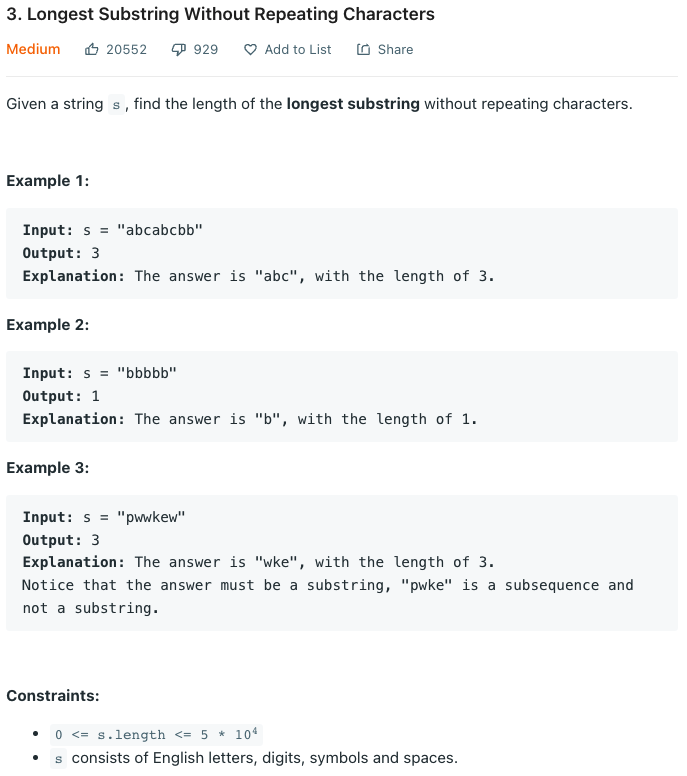 3. Longest Substring Without Repeating Characters
Medium 20552 929 Add to List Share
Given a string s, find the length of the longest substring without repeating characters.
Example 1:
Input: s = "abcabcbb"
Output: 3
Explanation: The answer is "abc", with the length of 3.
Example 2:
Input: s = "bbbbb"
Output: 1
Explanation: The answer is "b", with the length of 1.
Example 3:
Input: s = "pwwkew"
Output: 3
Explanation: The answer is "wke", with the length of 3.
Notice that the answer must be a substring, "pwke" is a subsequence and
not a substring.
Constraints:
• 0 <= s.length <= 5 * 10⁴
• s consists of English letters, digits, symbols and spaces.